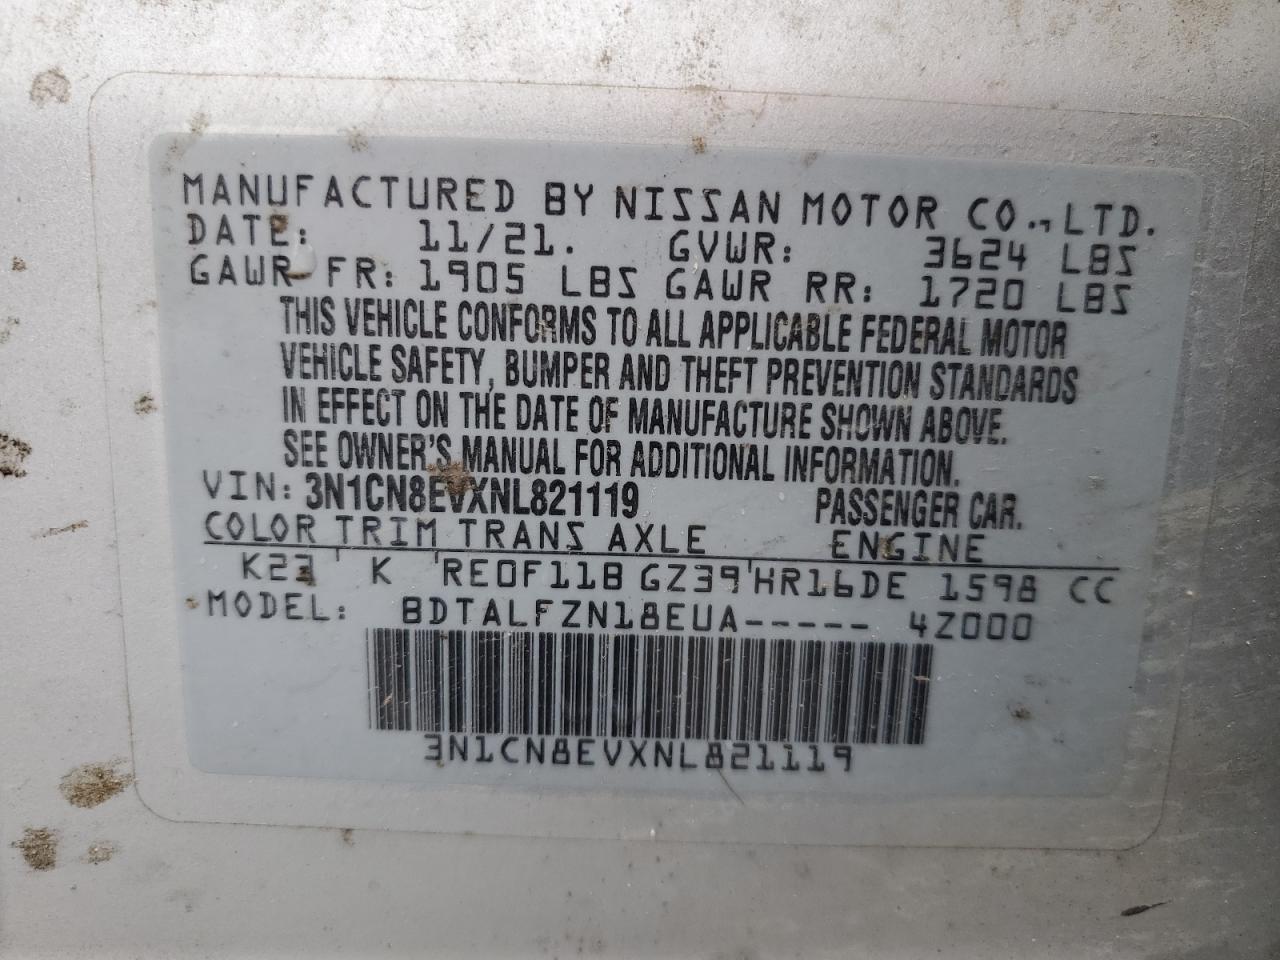 MANUFACTURED BY NISSAN MOTOR CO., LTD.
DATE: 11/21. GVWR: 3624 LBS
GAWR FR: 1905 LBS GAWR RR: 1720 LBS
THIS VEHICLE CONFORMS TO ALL APPLICABLE FEDERAL MOTOR
VEHICLE SAFETY, BUMPER AND THEFT PREVENTION STANDARDS
IN EFFECT ON THE DATE OF MANUFACTURE SHOWN ABOVE.
SEE OWNER'S MANUAL FOR ADDITIONAL INFORMATION.
VIN: 3N1CN8EVXNL821119 PASSENGER CAR.
COLOR TRIM TRANS AXLE ENGINE
K23 ' K ' RE0F11B GZ39 ' HR16DE 1598 CC
MODEL: BDTALFZN18EUA----- 4Z000
3N1CN8EVXNL821119